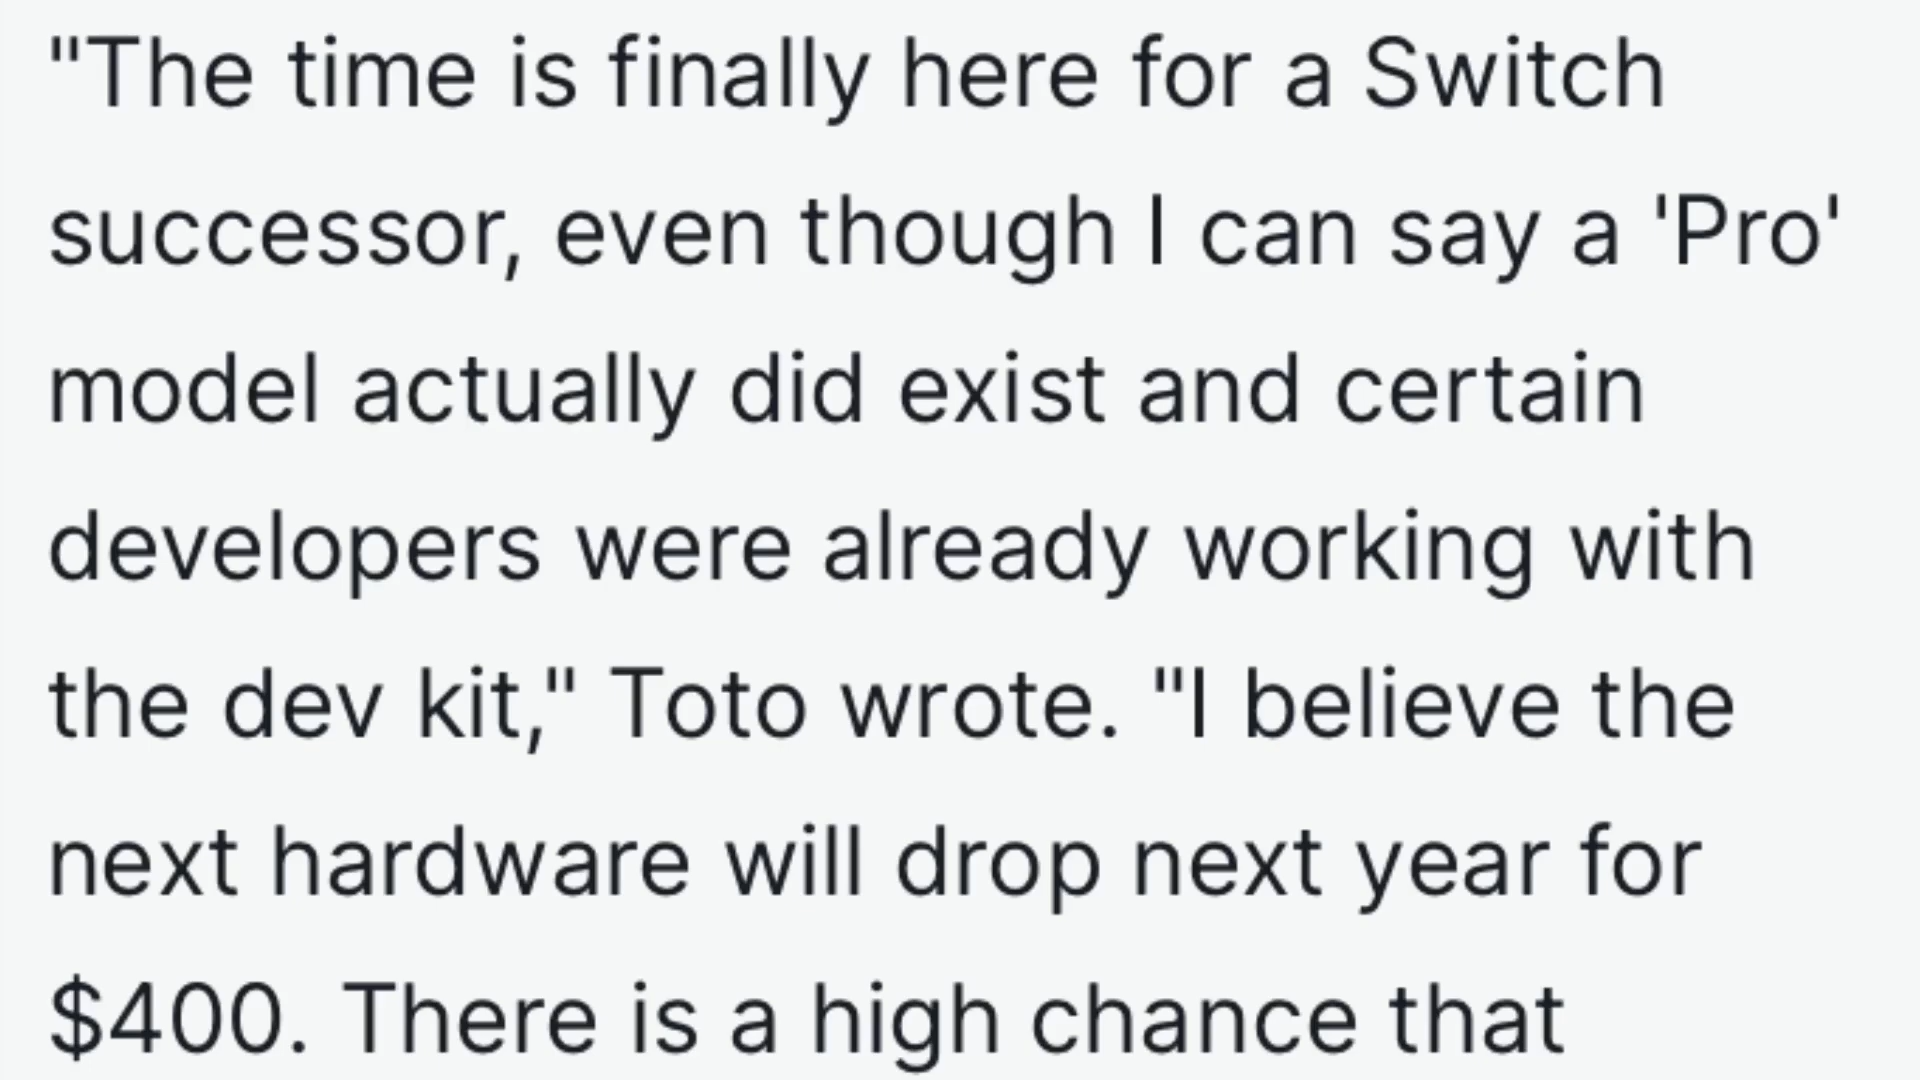 "The time is finally here for a Switch
successor, even though I can say a 'Pro'
model actually did exist and certain
developers were already working with
the dev kit," Toto wrote. "I believe the
next hardware will drop next year for
$400. There is a high chance that